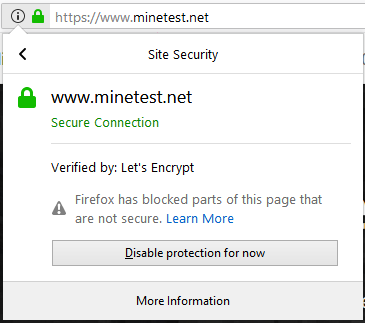 https://www.minetest.net
Site Security
www.minetest.net
Secure Connection
Verified by: Let's Encrypt
Firefox has blocked parts of this page that
are not secure. Learn More
Disable protection for now
More Information